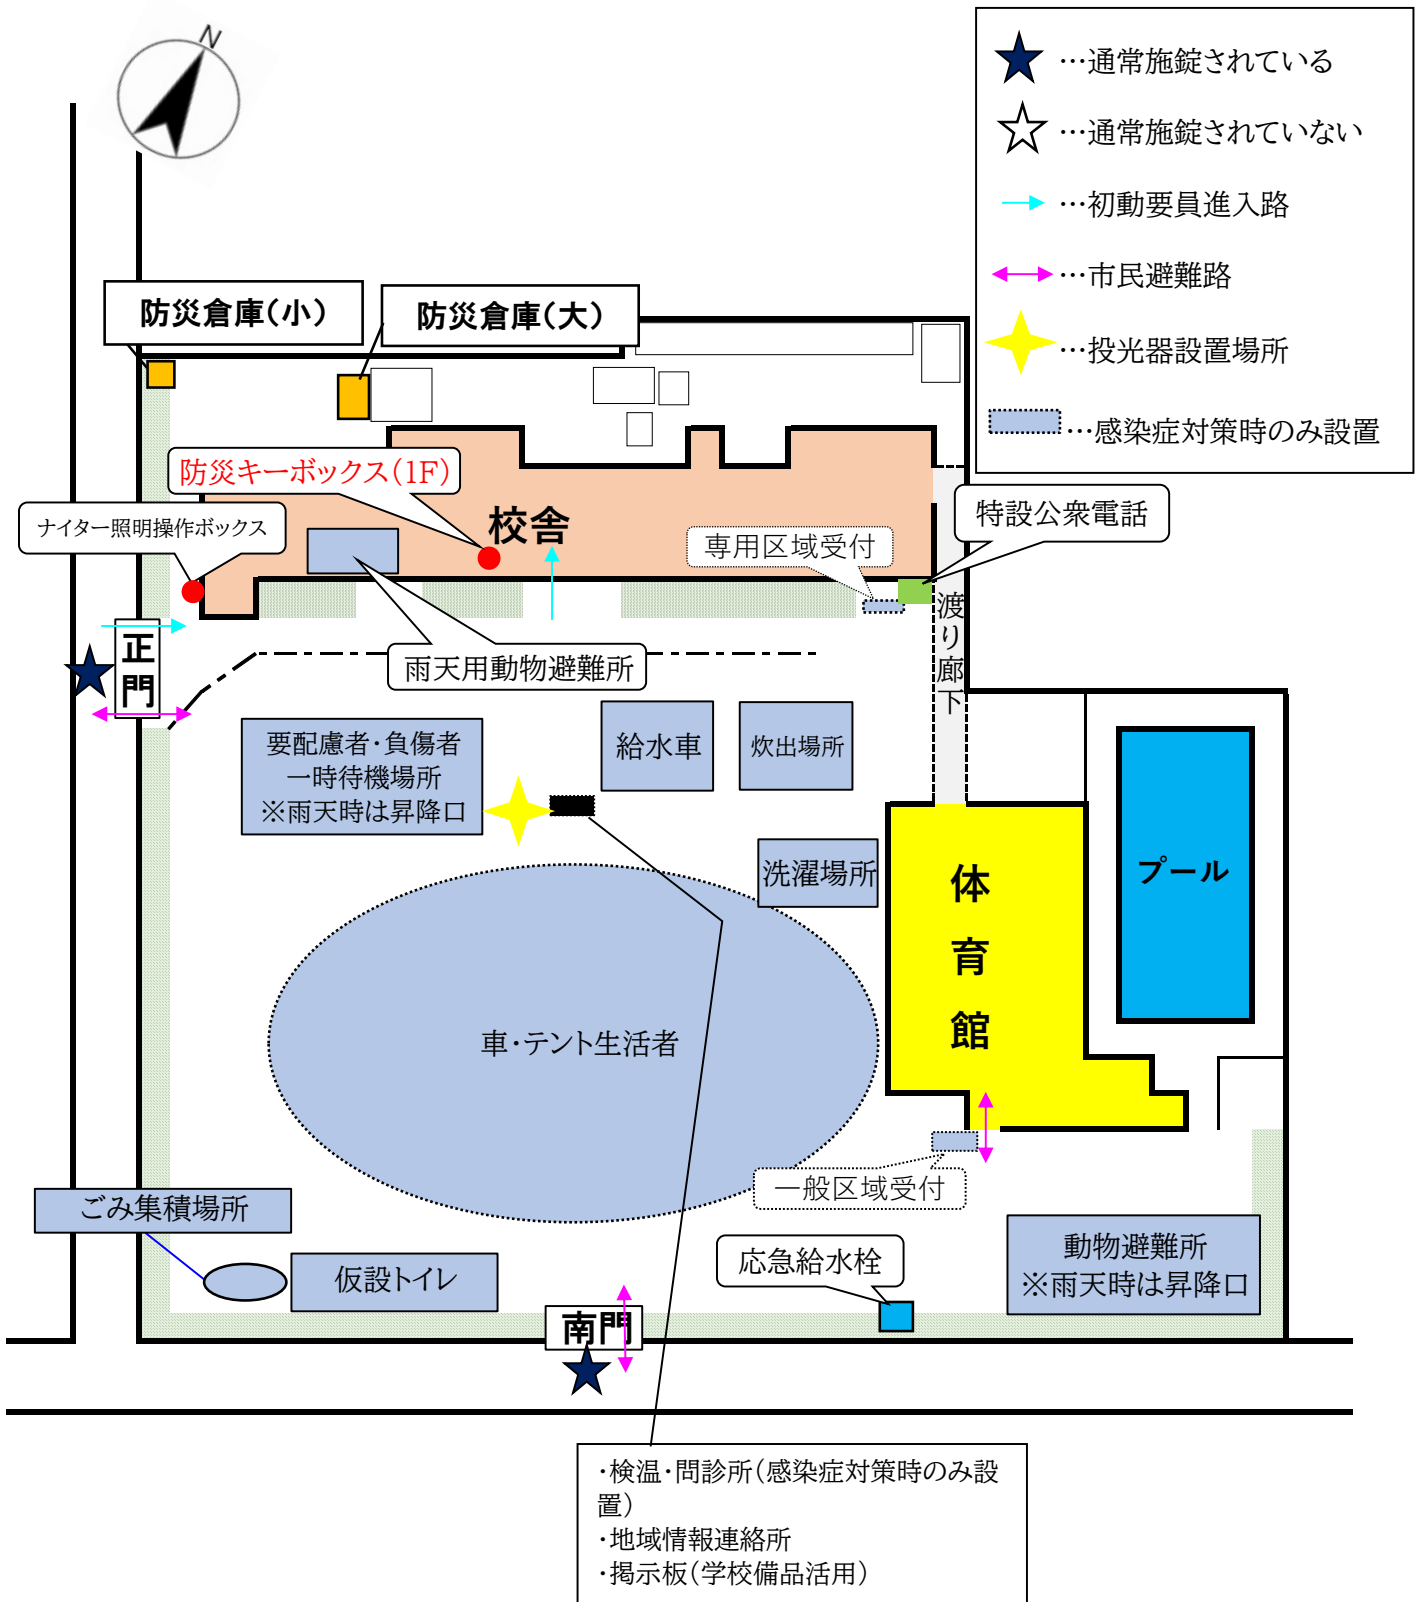 N
…通常施錠されている
…通常施錠されていない
…初動要員進入路
…市民避難路
…投光器設置場所
…感染症対策時のみ設置
防災倉庫（小）
防災倉庫（大）
防災キーボックス（1F）
ナイター照明操作ボックス
校舎
専用区域受付
特設公衆電話
渡り廊下
正門
雨天用動物避難所
要配慮者・負傷者
一時待機場所
※雨天時は昇降口
給水車
炊出場所
洗濯場所
体育館
プール
車・テント生活者
一般区域受付
ごみ集積場所
仮設トイレ
応急給水栓
動物避難所
※雨天時は昇降口
南門
・検温・問診所（感染症対策時のみ設
置）
・地域情報連絡所
・掲示板（学校備品活用）